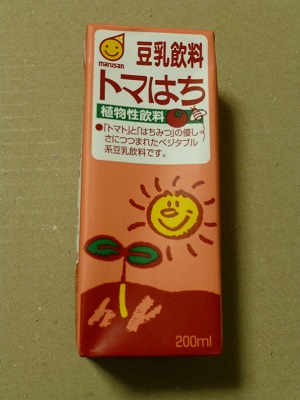 marusan
豆乳飲料
トマはち
植物性飲料
●「トマト」と「はちみつ」の優し
さにつつまれたベジタブル
系豆乳飲料です。
200ml